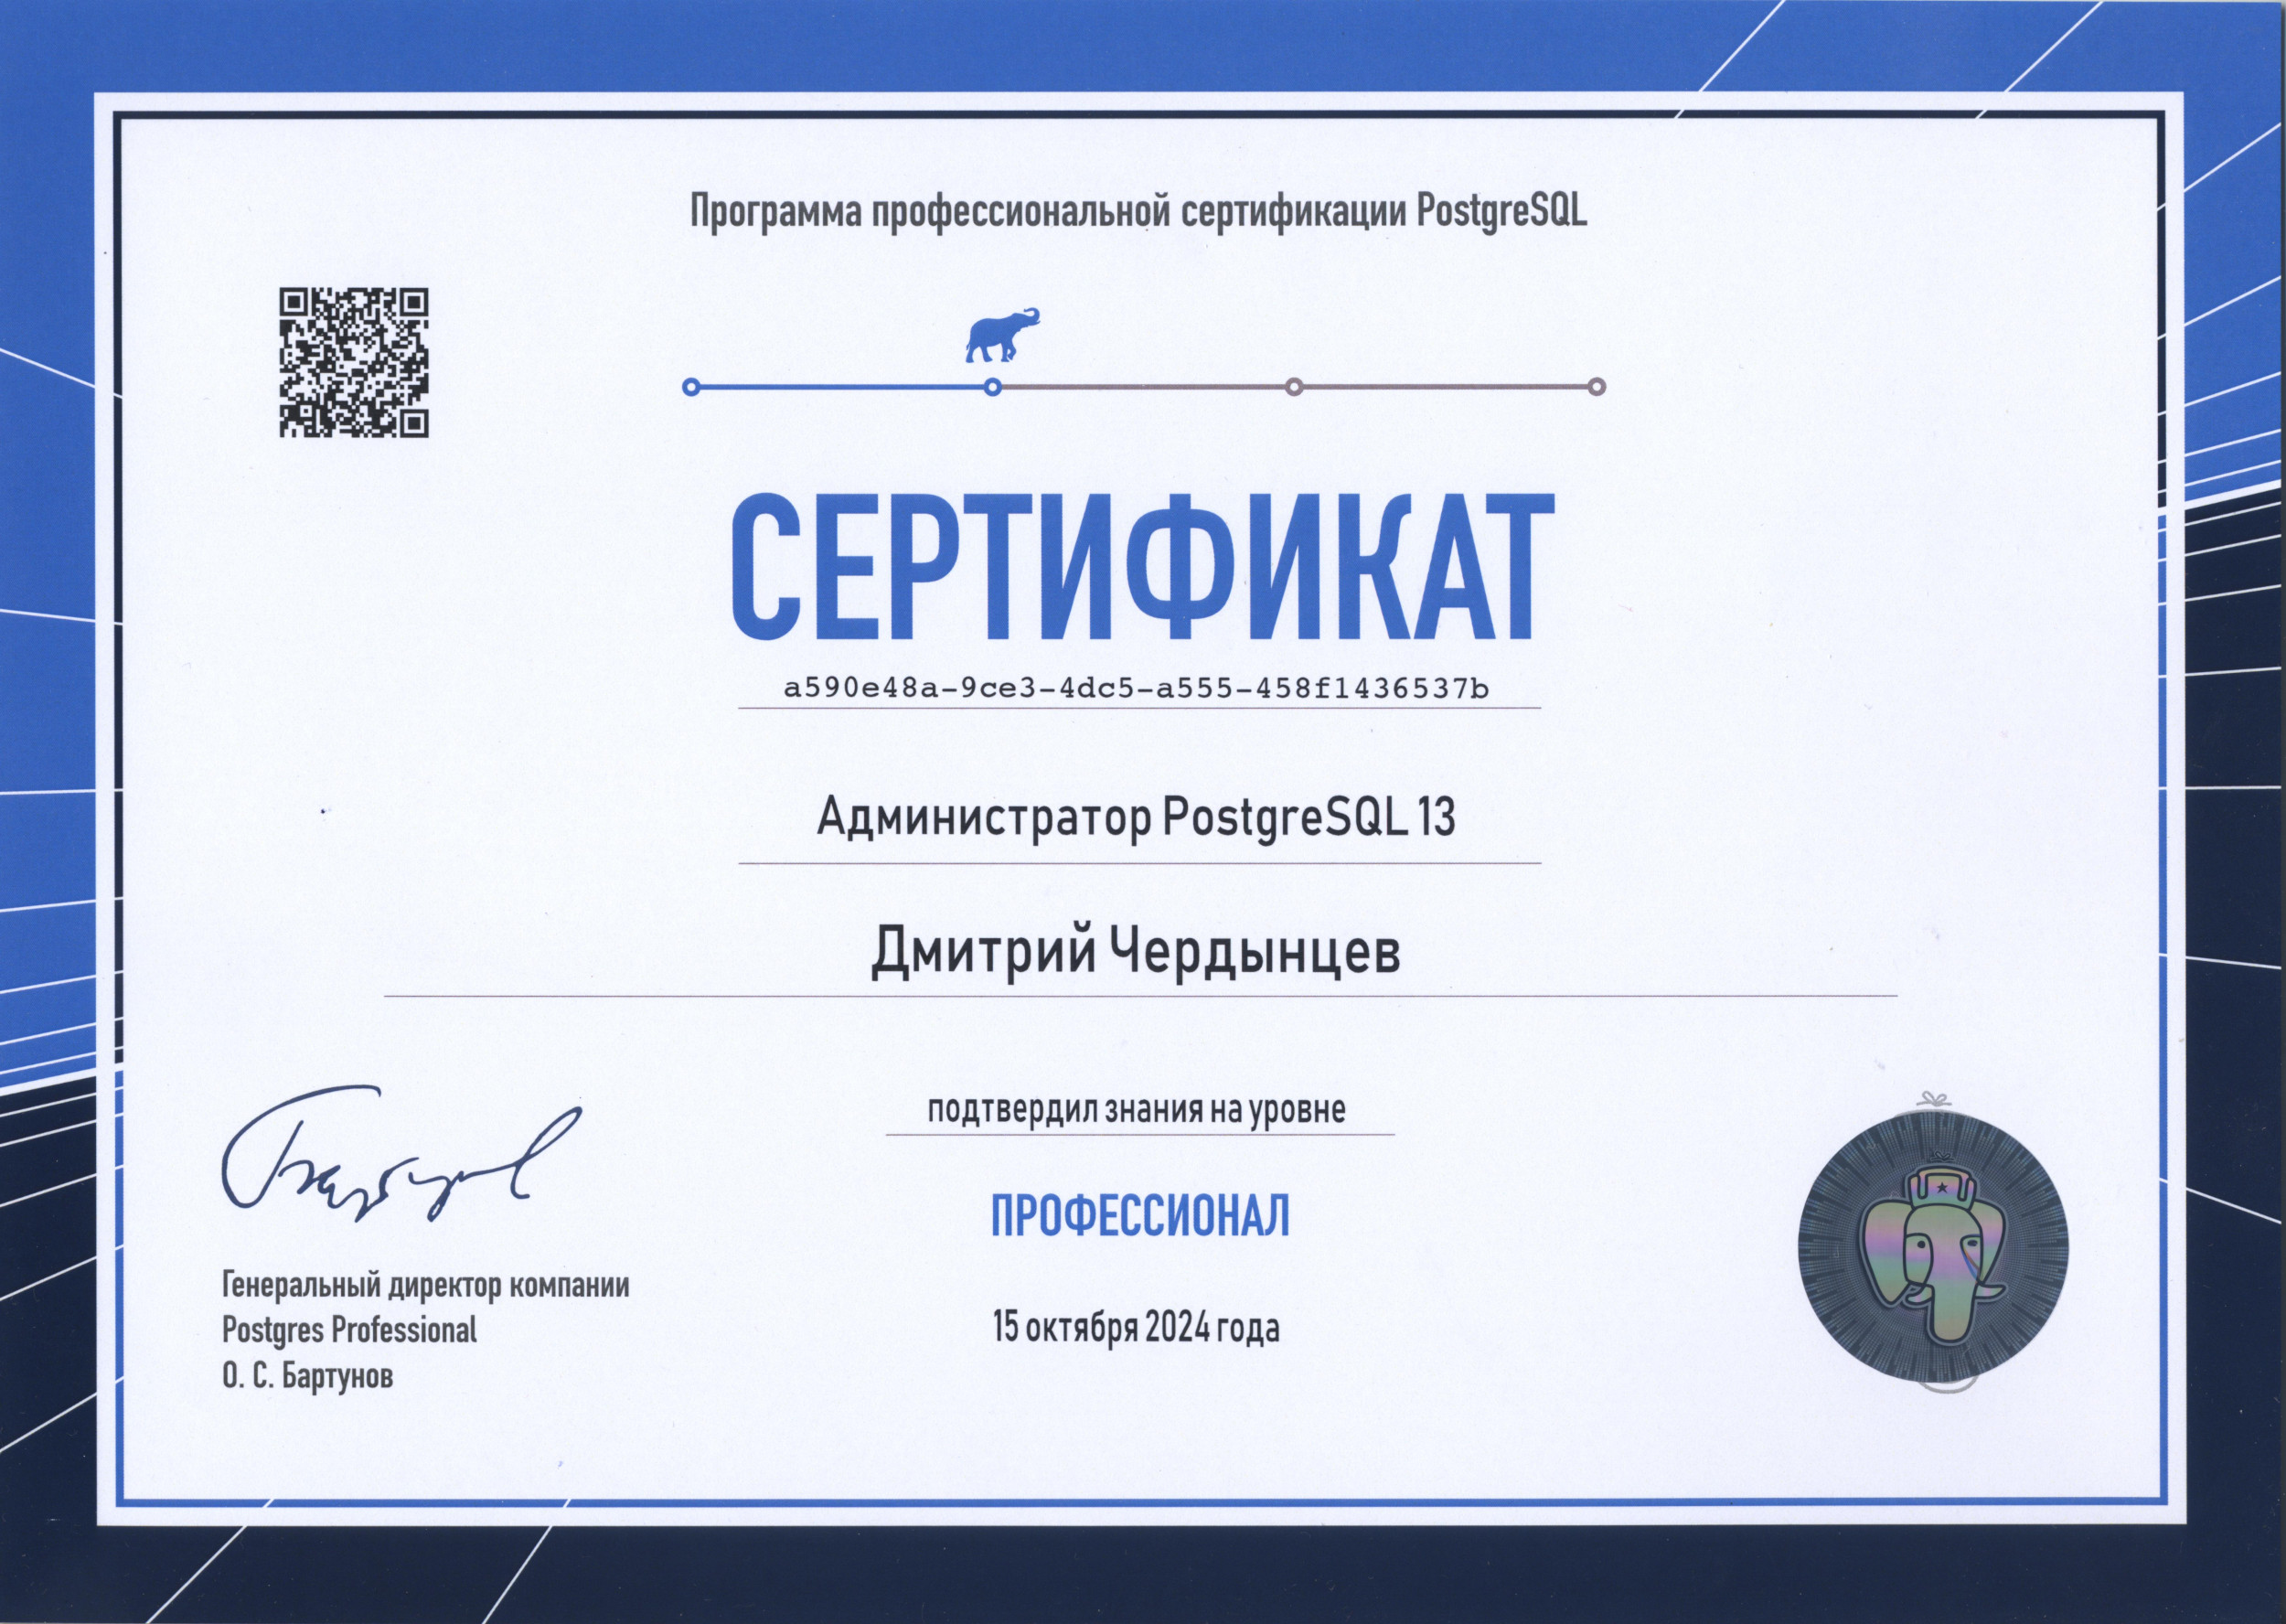 Программа профессиональной сертификации PostgreSQL
СЕРТИФИКАТ
a590e48a-9ce3-4dc5-a555-458f1436537b
Администратор PostgreSQL 13
Дмитрий Чердынцев
подтвердил знания на уровне
ПРОФЕССИОНАЛ
15 октября 2024 года
Генеральный директор компании
Postgres Professional
О. С. Бартунов